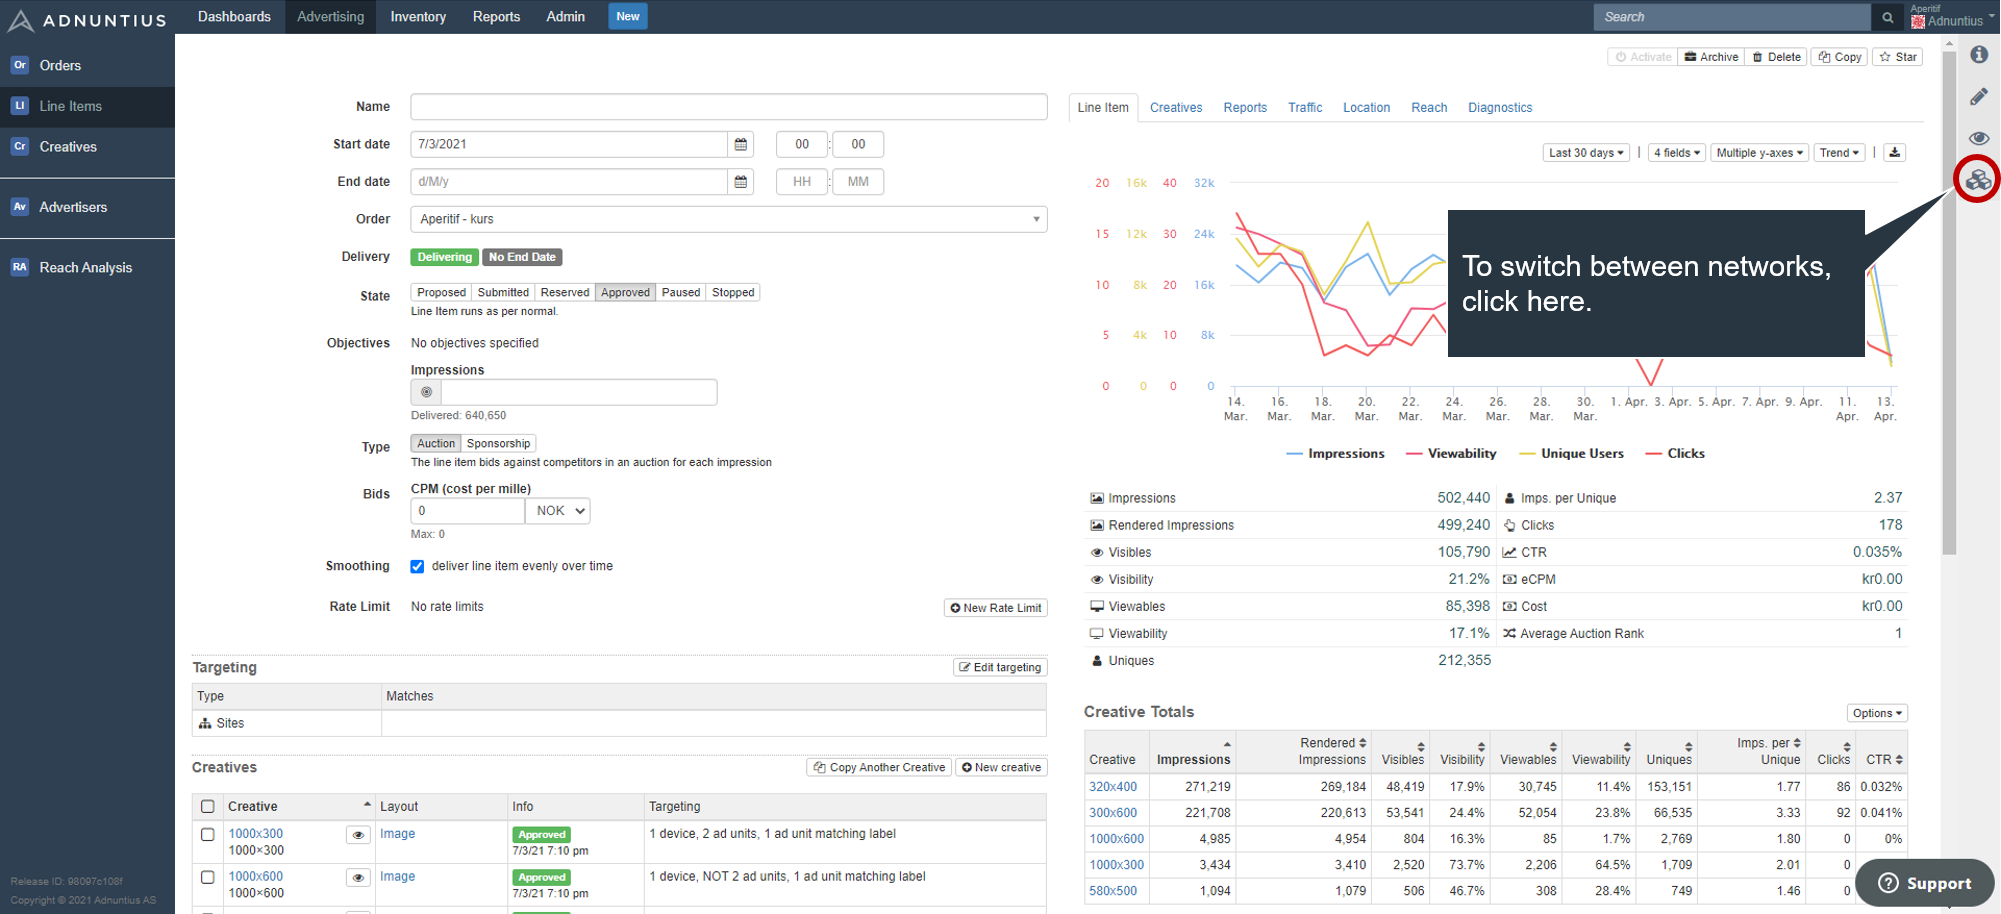 ADNUNTIUS
Dashboards Advertising Inventory Reports Admin New
Search
Aperitif
Adnuntius
Or Orders
LI Line Items
Cr Creatives
Av Advertisers
RA Reach Analysis
Release ID: 98097c108f
Copyright © 2021 Adnuntius AS
Activate Archive Delete Copy Star
Name
Start date 7/3/2021 00 : 00
End date d/M/y HH : MM
Order Aperitif - kurs
Delivery Delivering No End Date
State Proposed Submitted Reserved Approved Paused Stopped
Line Item runs as per normal.
Objectives No objectives specified
Impressions
Delivered: 640,650
Type Auction Sponsorship
The line item bids against competitors in an auction for each impression
Bids CPM (cost per mille)
0 NOK
Max: 0
Smoothing deliver line item evenly over time
Rate Limit No rate limits New Rate Limit
Targeting Edit targeting
Type Matches
Sites
Creatives Copy Another Creative New creative
Creative Layout Info Targeting
1000x300 Image Approved 1 device, 2 ad units, 1 ad unit matching label
1000×300 7/3/21 7:10 pm
1000x600 Image Approved 1 device, NOT 2 ad units, 1 ad unit matching label
1000×600 7/3/21 7:10 pm
Line Item Creatives Reports Traffic Location Reach Diagnostics
Last 30 days | 4 fields Multiple y-axes Trend |
20 16k 40 32k
15 12k 30 24k
10 8k 20 16k
5 4k 10 8k
0 0 0 0
14. Mar. 16. Mar. 18. Mar. 20. Mar. 22. Mar. 24. Mar. 26. Mar. 28. Mar. 30. Mar. 1. Apr. 3. Apr. 5. Apr. 7. Apr. 9. Apr. 11. Apr. 13. Apr.
To switch between networks,
click here.
Impressions Viewability Unique Users Clicks
Impressions 502,440 Imps. per Unique 2.37
Rendered Impressions 499,240 Clicks 178
Visibles 105,790 CTR 0.035%
Visibility 21.2% eCPM kr0.00
Viewables 85,398 Cost kr0.00
Viewability 17.1% Average Auction Rank 1
Uniques 212,355
Creative Totals Options
Creative Impressions Rendered Impressions Visibles Visibility Viewables Viewability Uniques Imps. per Unique Clicks CTR
320x400 271,219 269,184 48,419 17.9% 30,745 11.4% 153,151 1.77 86 0.032%
300x600 221,708 220,613 53,541 24.4% 52,054 23.8% 66,535 3.33 92 0.041%
1000x600 4,985 4,954 804 16.3% 85 1.7% 2,769 1.80 0 0%
1000x300 3,434 3,410 2,520 73.7% 2,206 64.5% 1,709 2.01 0
580x500 1,094 1,079 506 46.7% 308 28.4% 749 1.46 0
Support